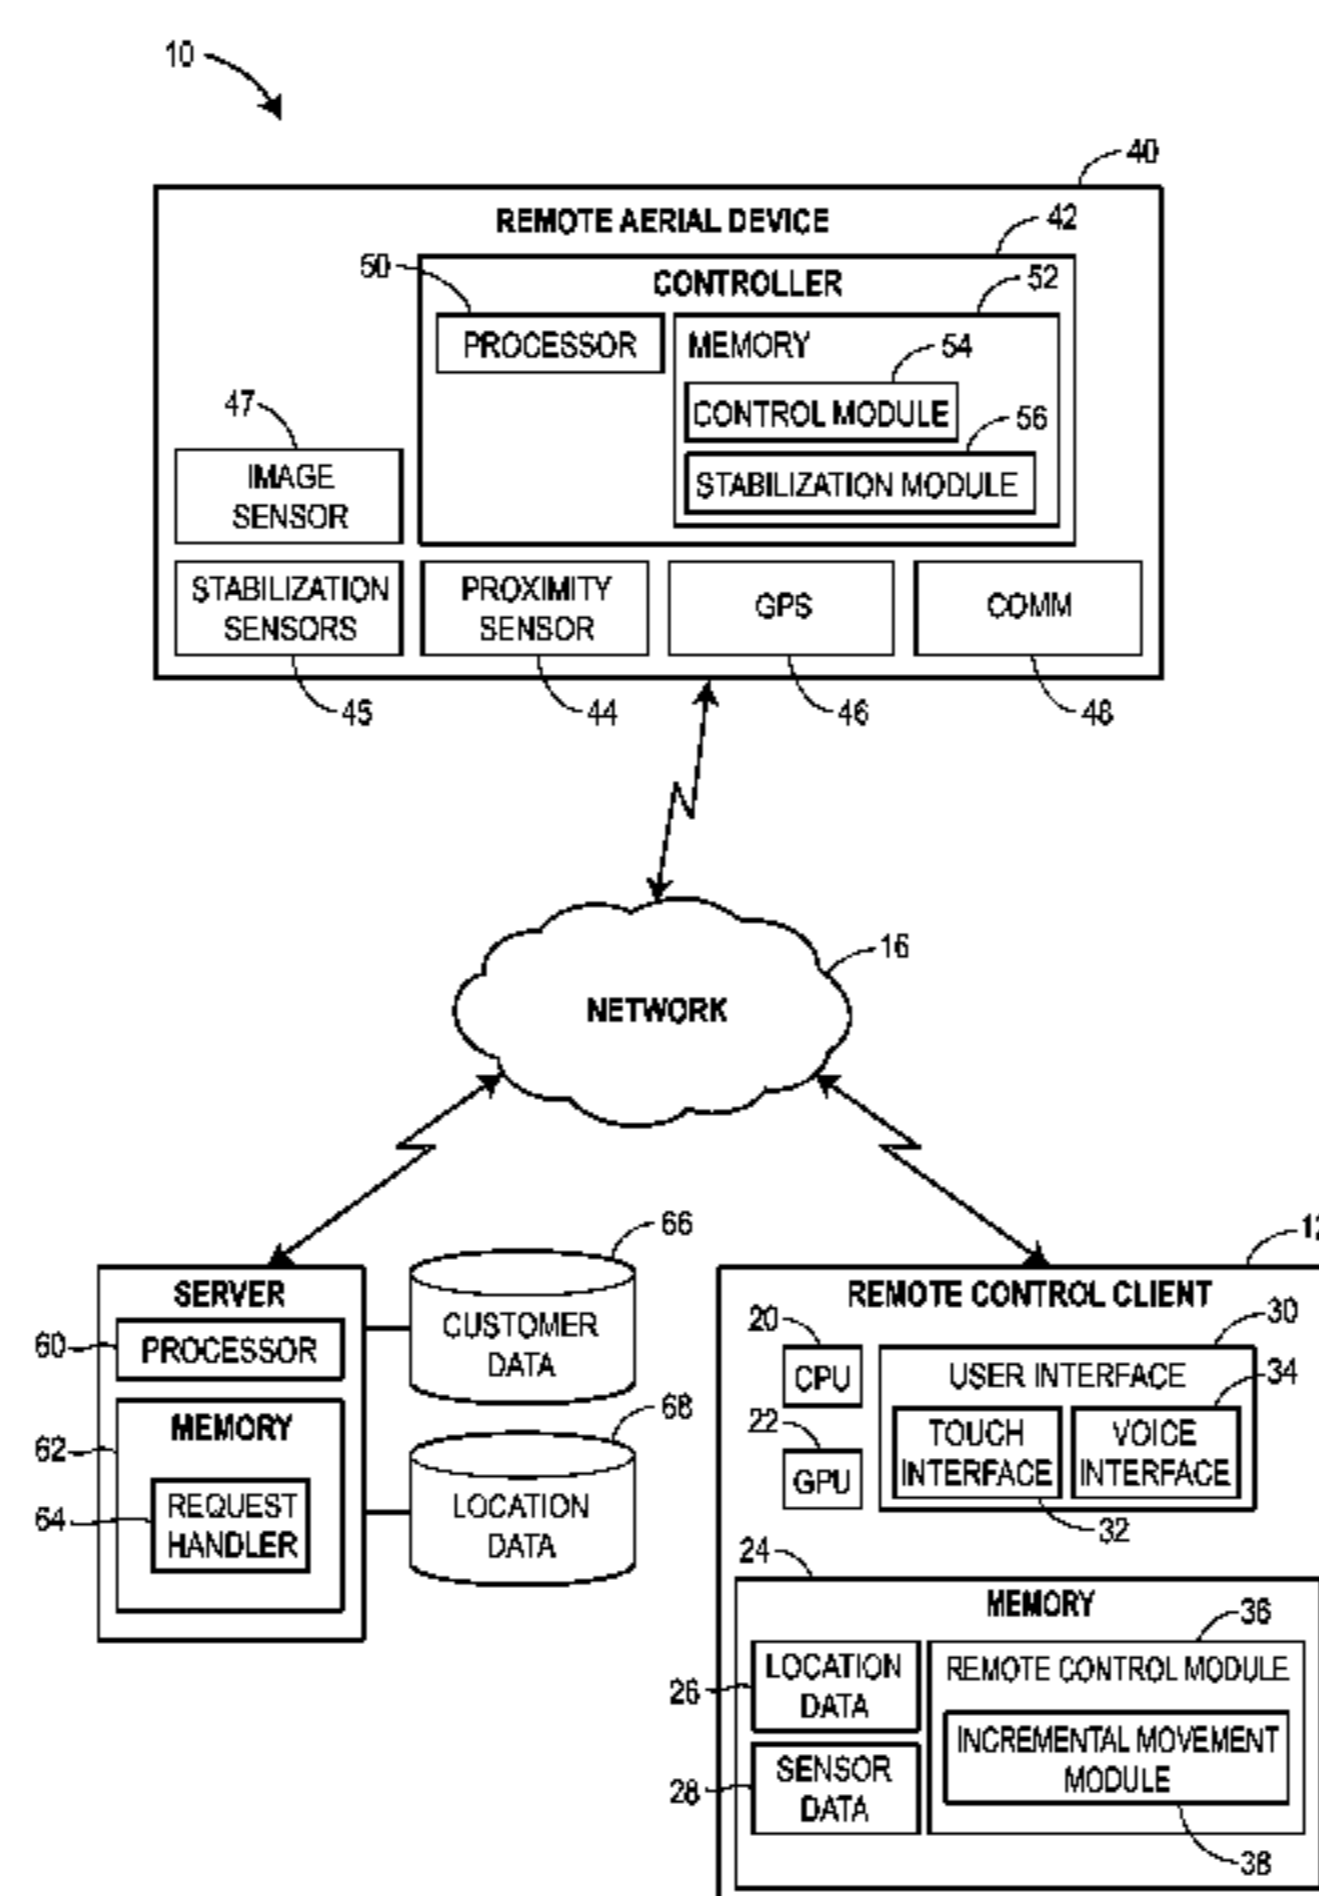 10
40
REMOTE AERIAL DEVICE
42
50
CONTROLLER
52
PROCESSOR
MEMORY
54
CONTROL MODULE
47
56
STABILIZATION MODULE
IMAGE
SENSOR
STABILIZATION
SENSORS
PROXIMITY
SENSOR
GPS
COMM
45
44
46
48
16
NETWORK
66
SERVER
60
PROCESSOR
CUSTOMER
DATA
62
MEMORY
68
64
REQUEST
HANDLER
LOCATION
DATA
12
REMOTE CONTROL CLIENT
20
30
CPU
USER INTERFACE
34
22
GPU
TOUCH
INTERFACE
VOICE
INTERFACE
32
24
MEMORY
36
26
LOCATION
DATA
REMOTE CONTROL MODULE
28
SENSOR
DATA
INCREMENTAL MOVEMENT
MODULE
38